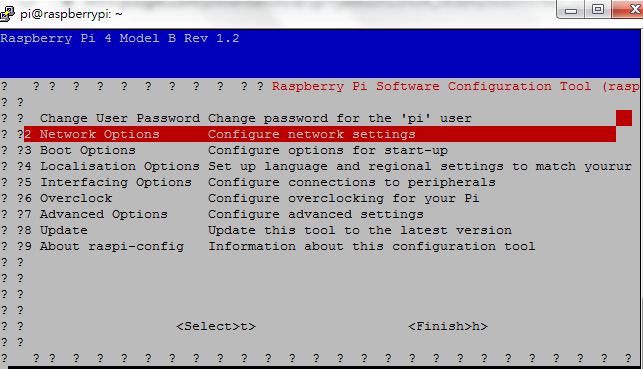 pi@raspberrypi: ~
Raspberry Pi 4 Model B Rev 1.2
? ? ? ? ? ? ? ? ? ? ? Raspberry Pi Software Configuration Tool (rasp
? ?
? ? Change User Password Change password for the 'pi' user
? ?2 Network Options Configure network settings
? ?3 Boot Options Configure options for start-up
? ?4 Localisation Options Set up language and regional settings to match yourur
? ?5 Interfacing Options Configure connections to peripherals
? ?6 Overclock Configure overclocking for your Pi
? ?7 Advanced Options Configure advanced settings
? ?8 Update Update this tool to the latest version
? ?9 About raspi-config Information about this configuration tool
? ?
? ?
? ?
? ?
? ? <Select>t> <Finish>h>
? ?
? ? ? ? ? ? ? ? ? ? ? ? ? ? ? ? ? ? ? ? ? ? ? ? ? ? ?